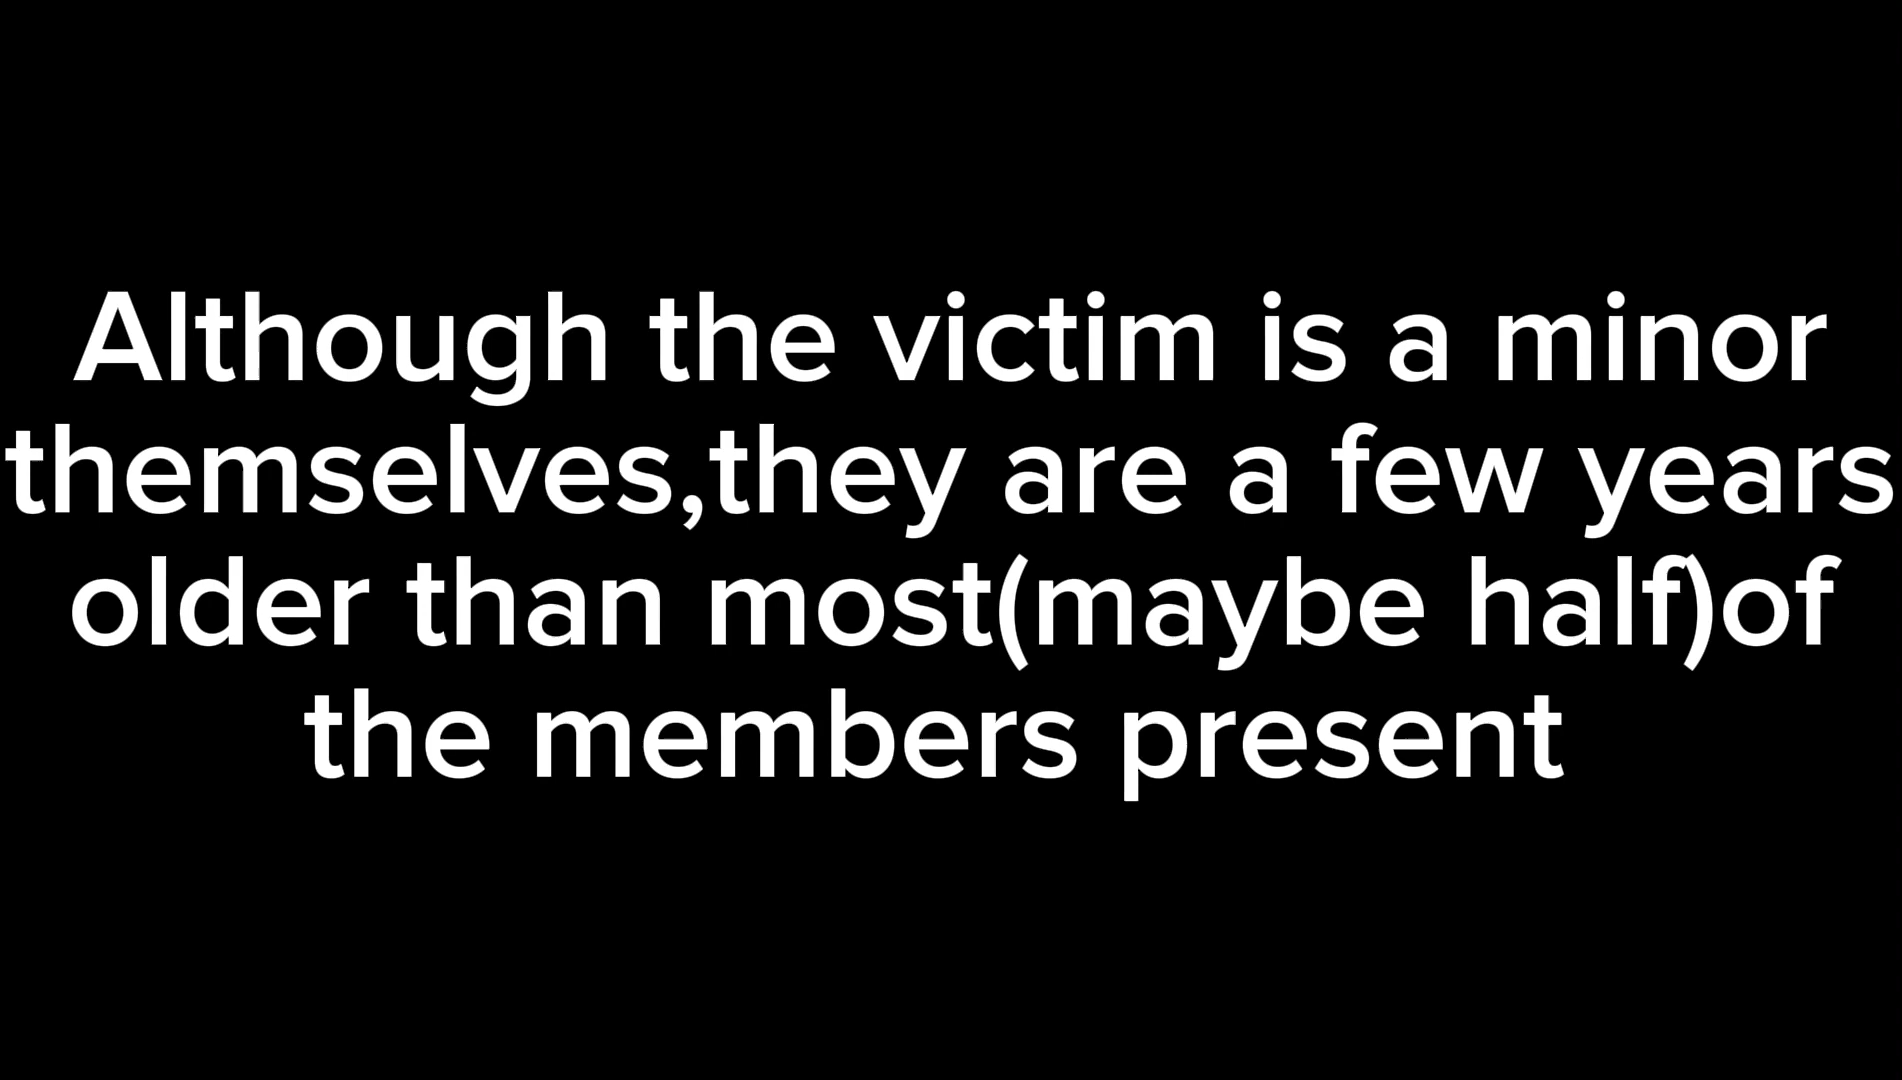 Although the victim is a minor
themselves,they are a few years
older than most(maybe half)of
the members present